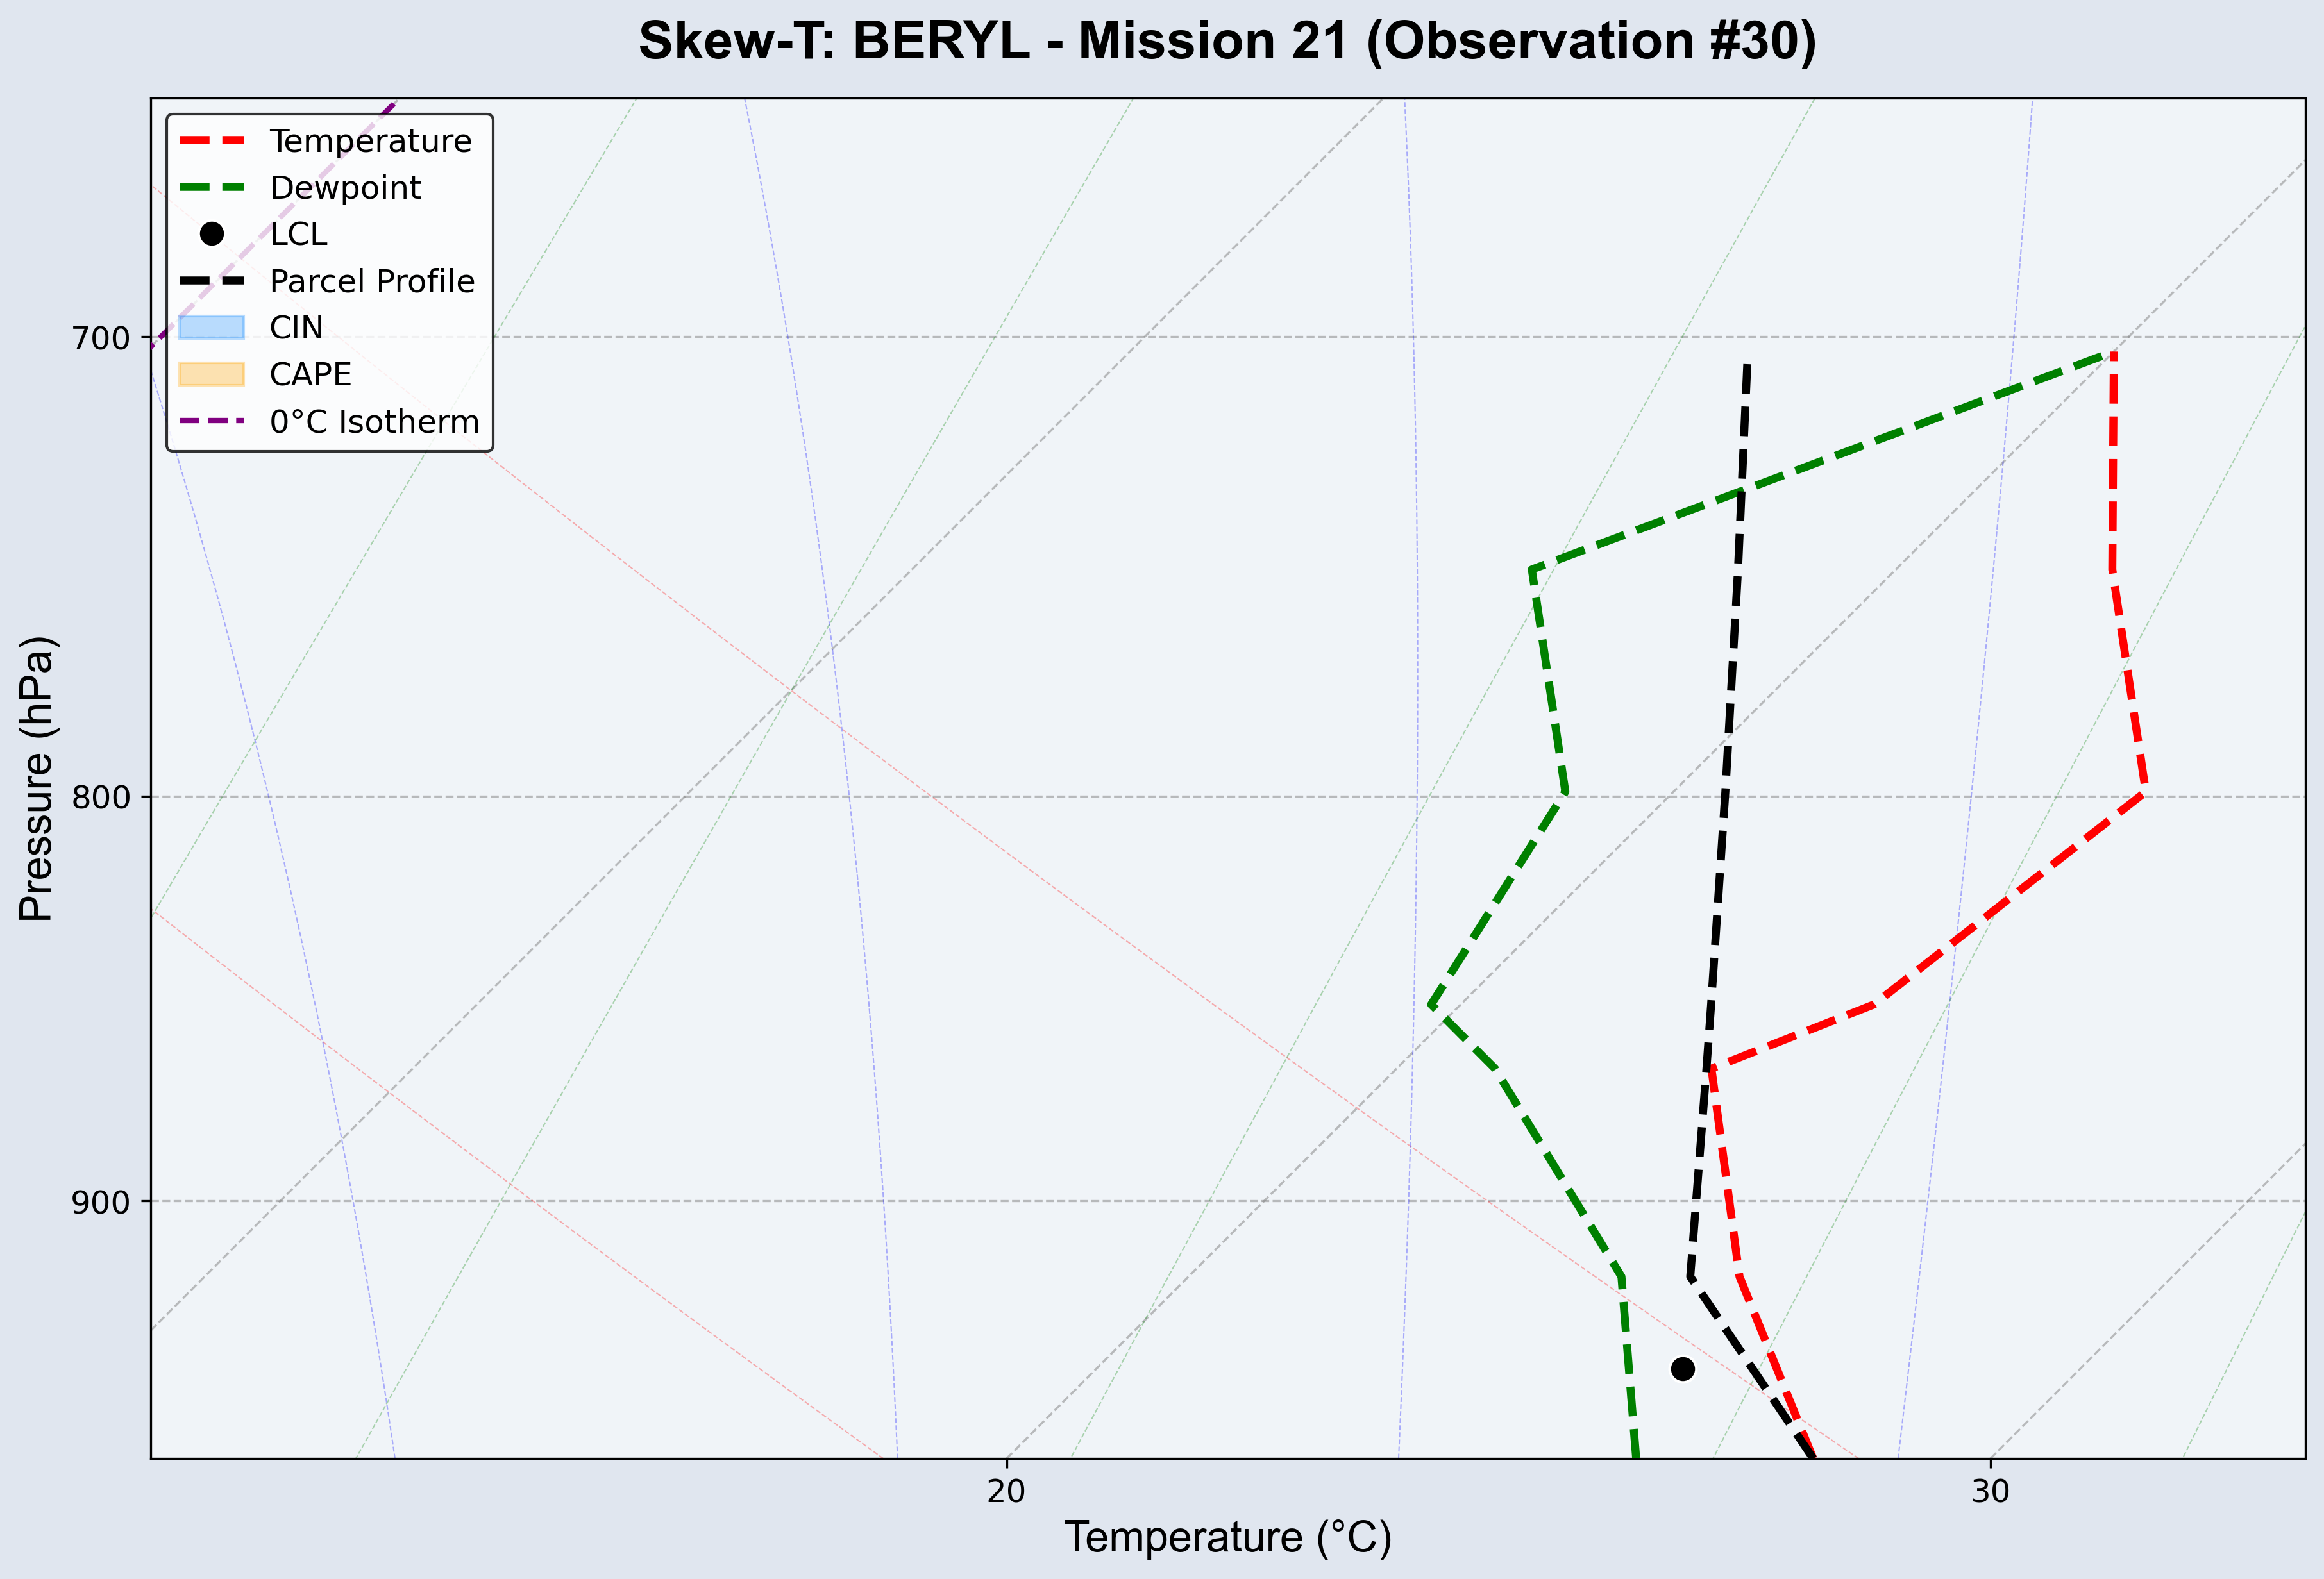 Skew-T: BERYL - Mission 21 (Observation #30)
Temperature
Dewpoint
LCL
Parcel Profile
CIN
CAPE
0°C Isotherm
700
800
900
Pressure (hPa)
20
30
Temperature (°C)